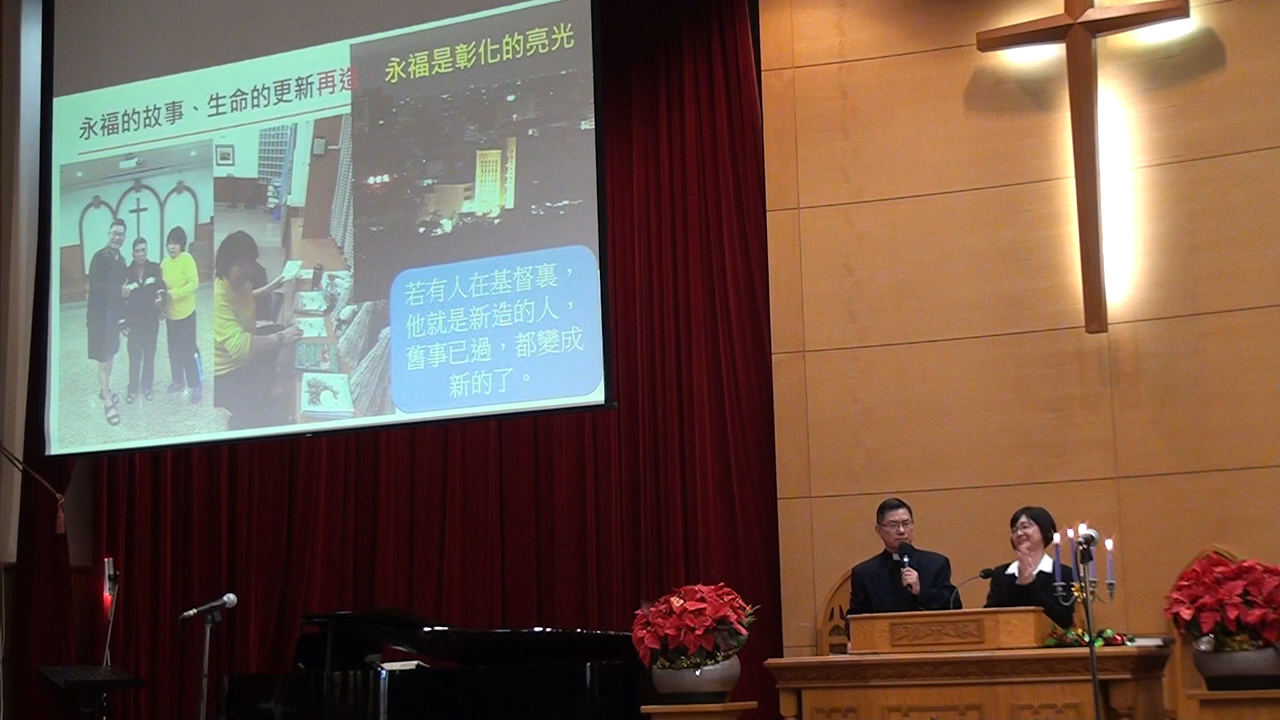 永福的故事、生命的更新再造
永福是彰化的亮光
若有人在基督裏，
他就是新造的人，
舊事已過，都變成
新的了。